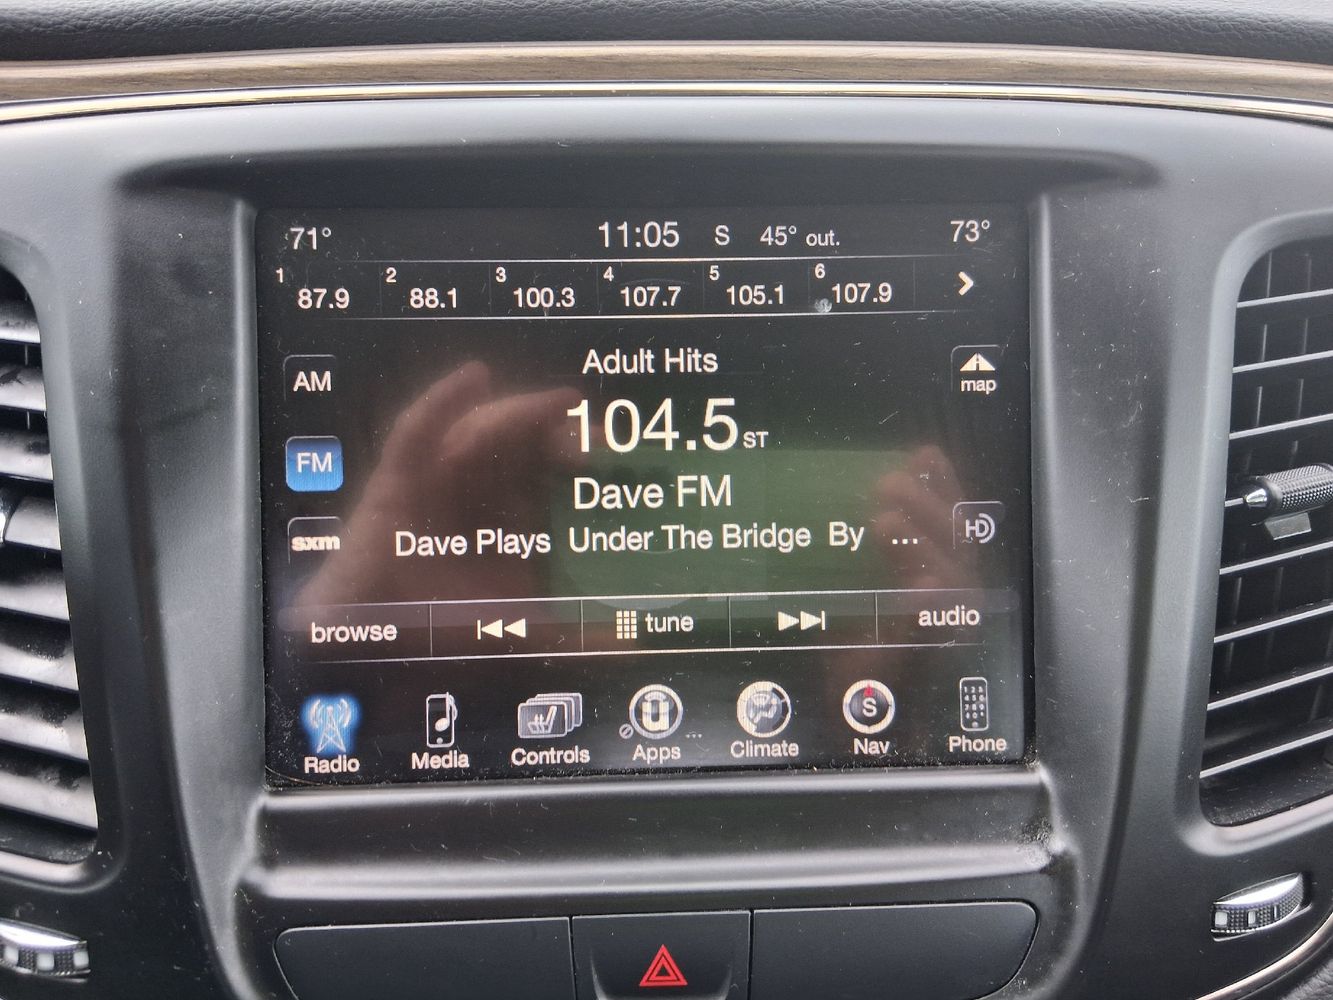 71° 11:05 S 45° out. 73°
1 87.9 2 88.1 3 100.3 4 107.7 5 105.1 6 107.9
Adult Hits
AM map
104.5 ST
FM Dave FM
sxm Dave Plays Under The Bridge By ... HD
browse tune audio
Radio Media Controls Apps ... Climate S Nav Phone